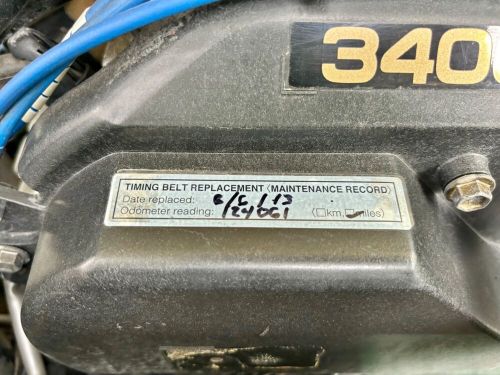 340
TIMING BELT REPLACEMENT (MAINTENANCE RECORD)
Date replaced: 6/6/13
Odometer reading: 124061 □km. □miles)